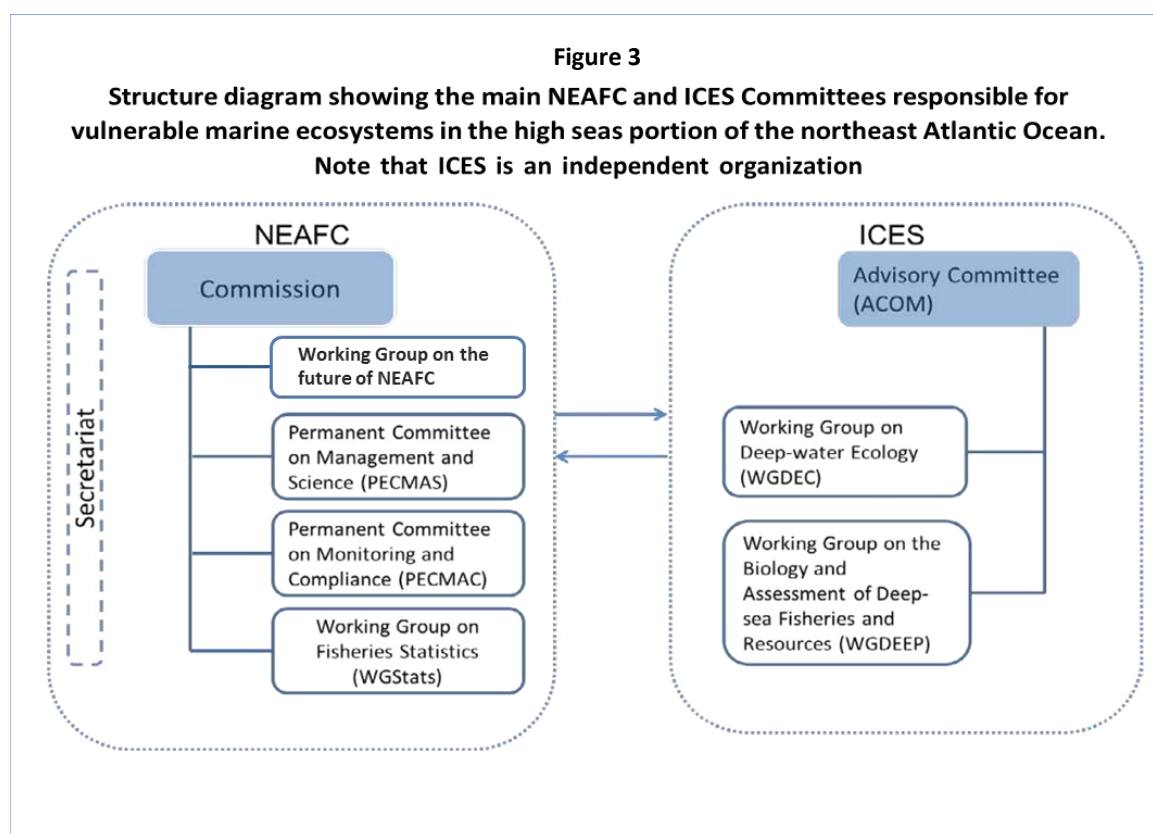 Figure 3
Structure diagram showing the main NEAFC and ICES Committees responsible for
vulnerable marine ecosystems in the high seas portion of the northeast Atlantic Ocean.
Note that ICES is an independent organization
NEAFC
Commission
Secretariat
Working Group on the
future of NEAFC
Permanent Committee
on Management and
Science (PECMAS)
Permanent Committee
on Monitoring and
Compliance (PECMAC)
Working Group on
Fisheries Statistics
(WGStats)
ICES
Advisory Committee
(ACOM)
Working Group on
Deep-water Ecology
(WGDEC)
Working Group on the
Biology and
Assessment of Deep-
sea Fisheries and
Resources (WGDEEP)